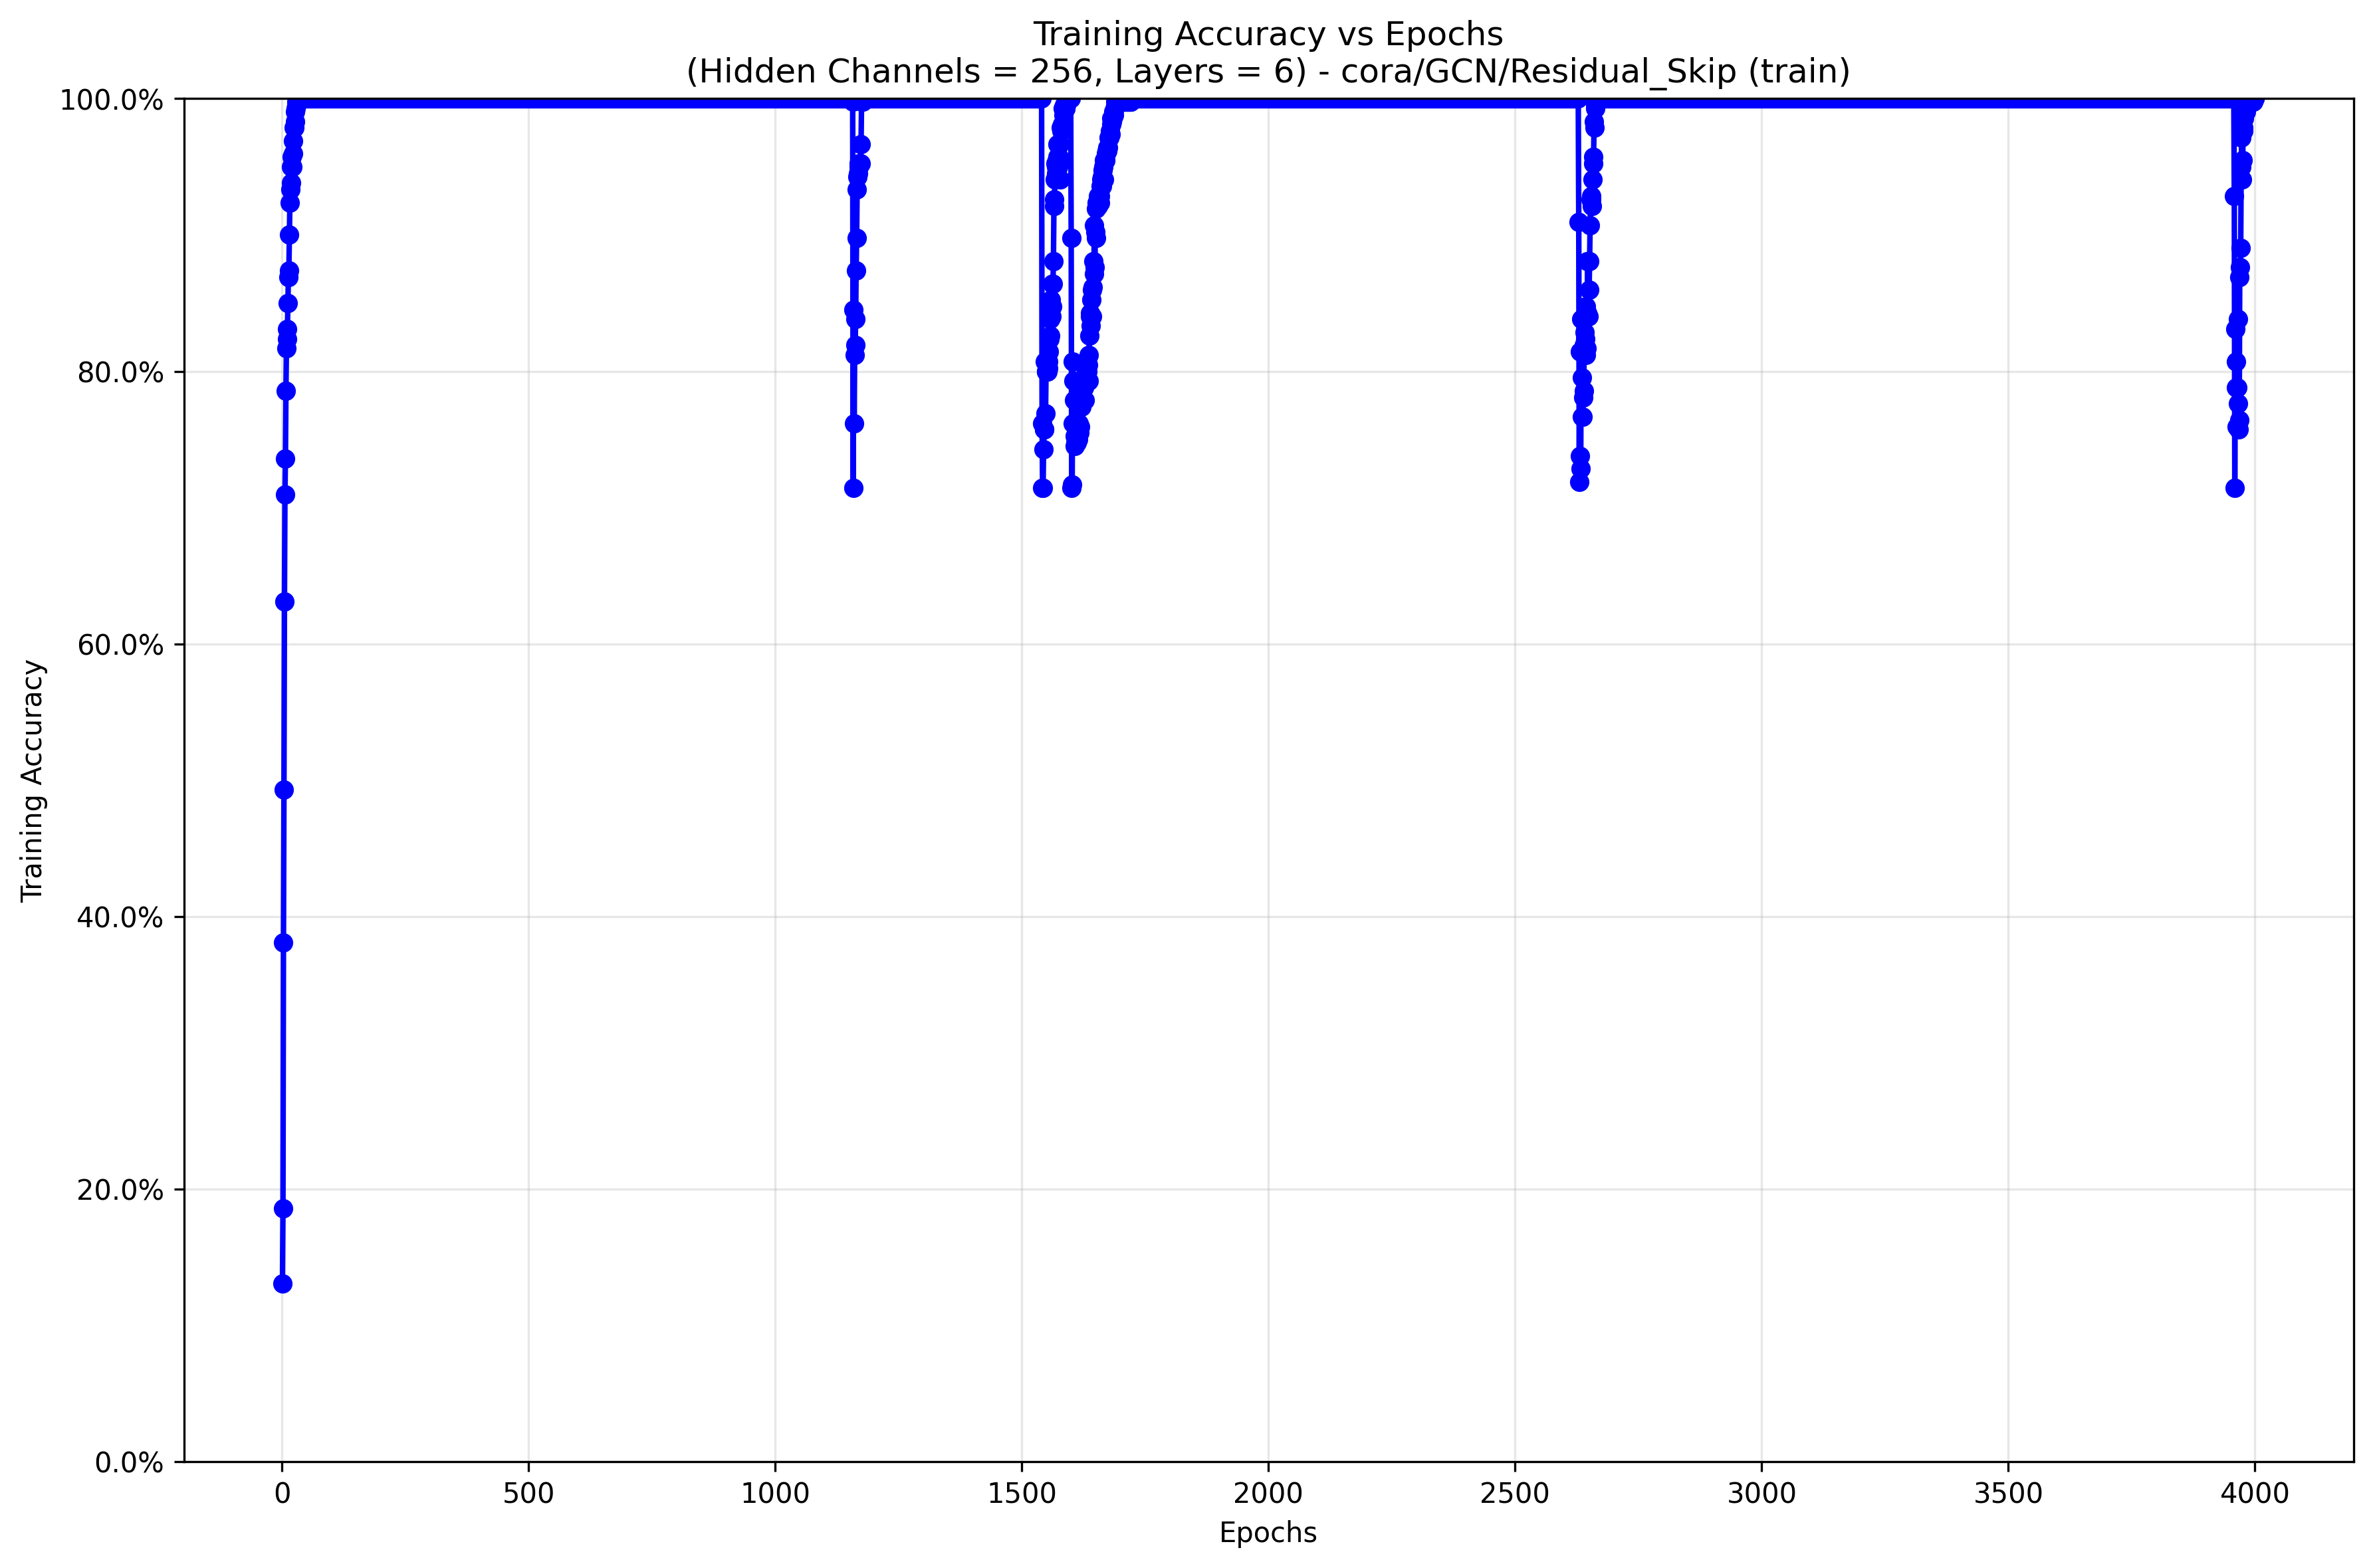 Training Accuracy vs Epochs
(Hidden Channels = 256, Layers = 6) - cora/GCN/Residual_Skip (train)
100.0%
80.0%
60.0%
40.0%
20.0%
0.0%
Training Accuracy
0 500 1000 1500 2000 2500 3000 3500 4000
Epochs